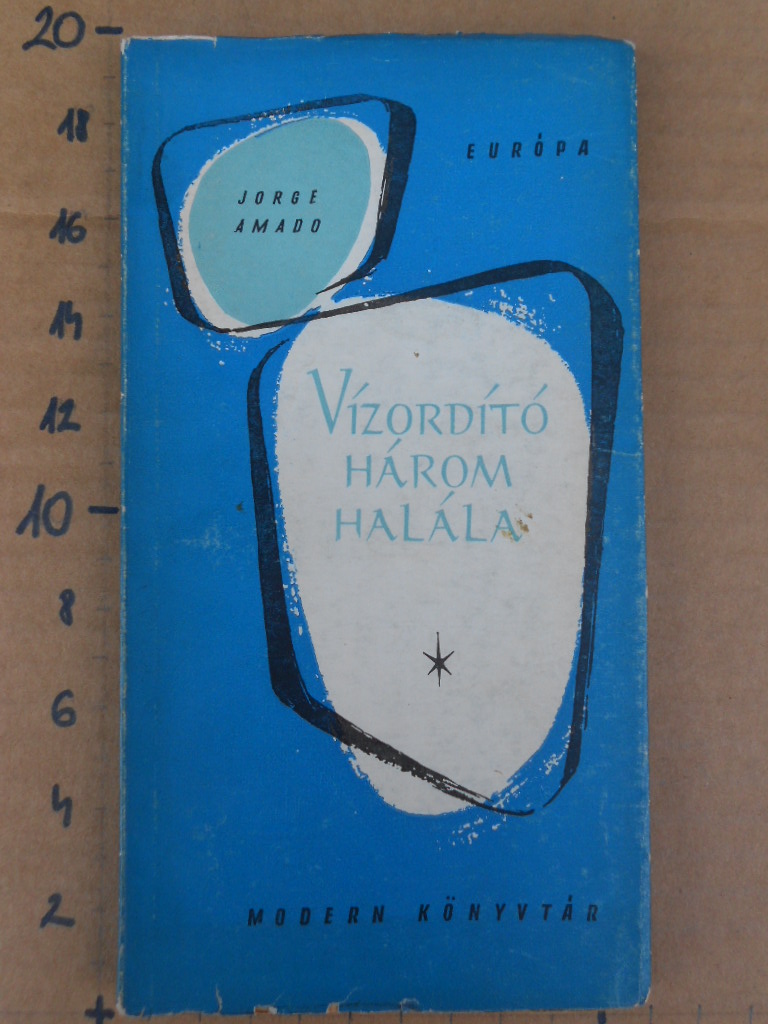 20
18
EURÓPA
JORGE
AMADO
16
14
VÍZORDÍTÓ
HÁROM
HALÁLA
12
10
8
6
4
2
MODERN KÖNYVTÁR